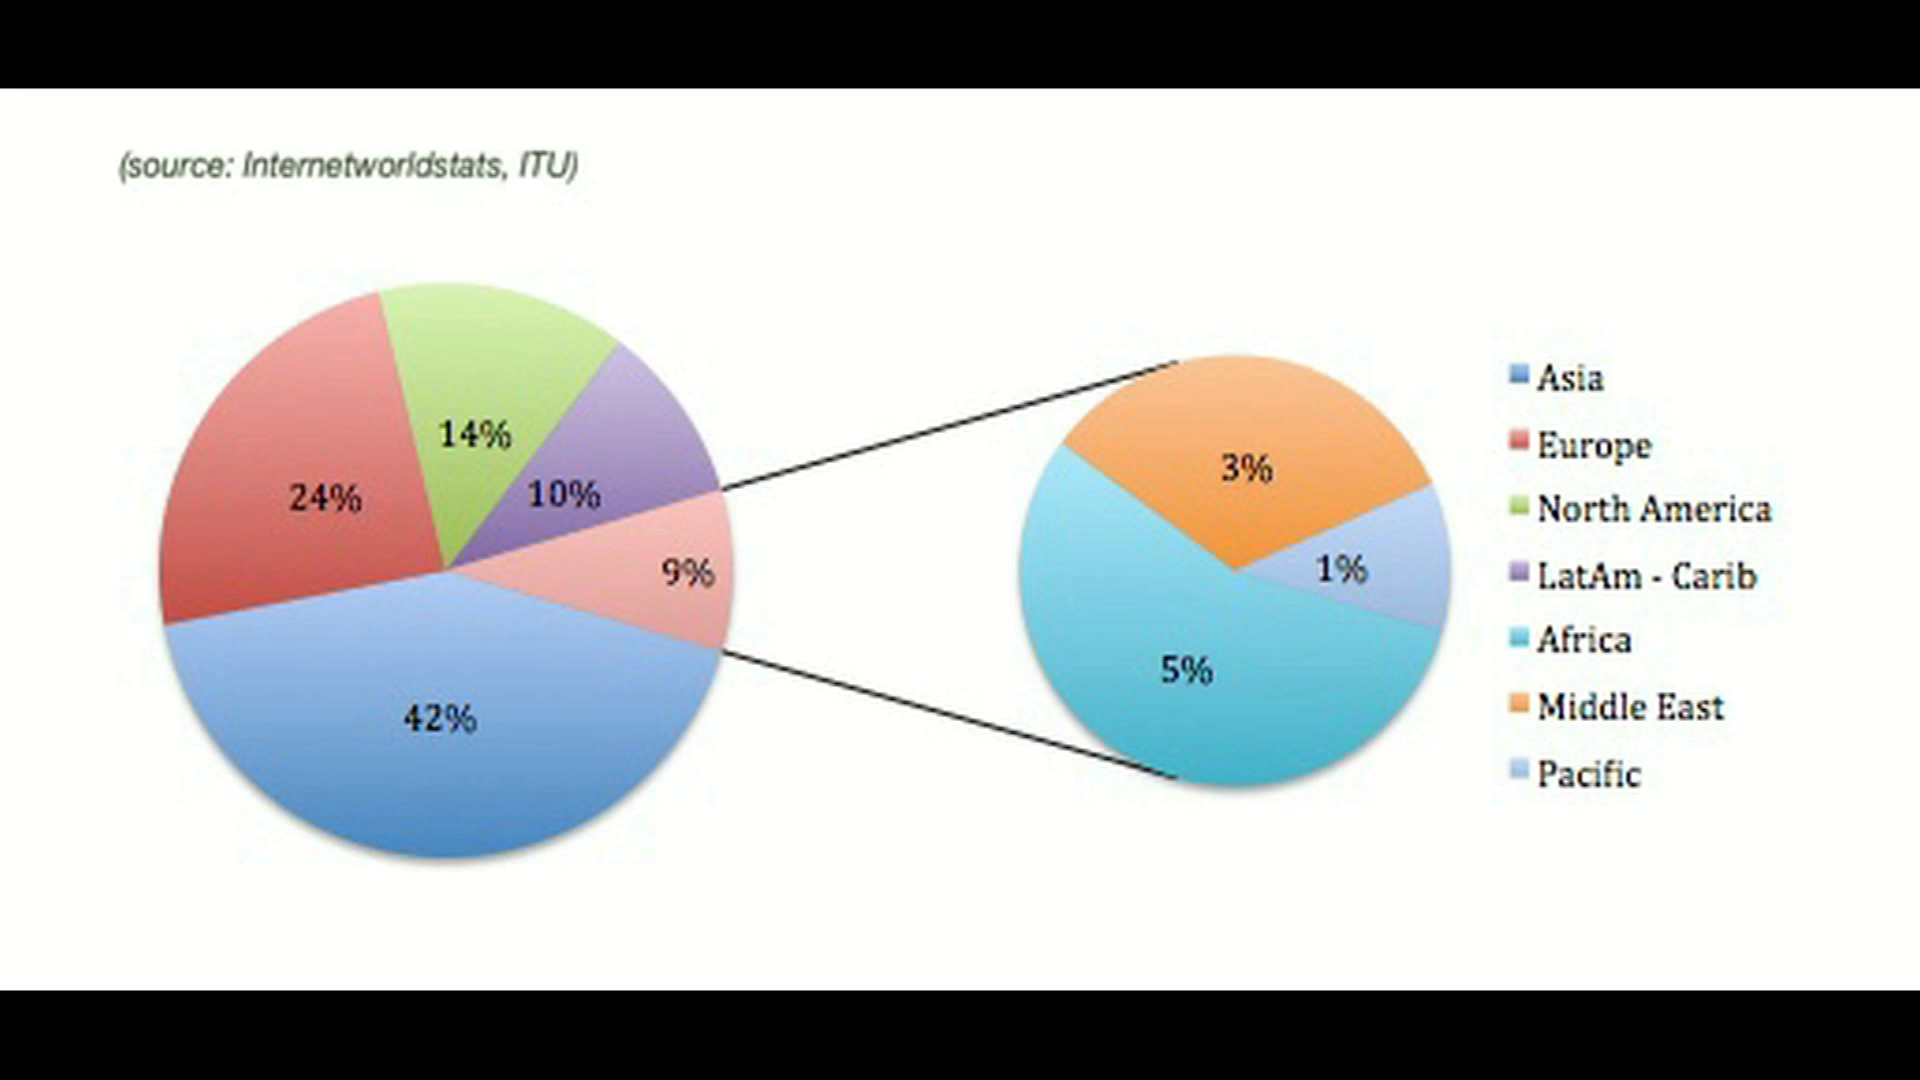 (source: Internetworldstats, ITU)
14%
24%
10%
9%
42%
3%
1%
5%
Asia
Europe
North America
LatAm - Carib
Africa
Middle East
Pacific